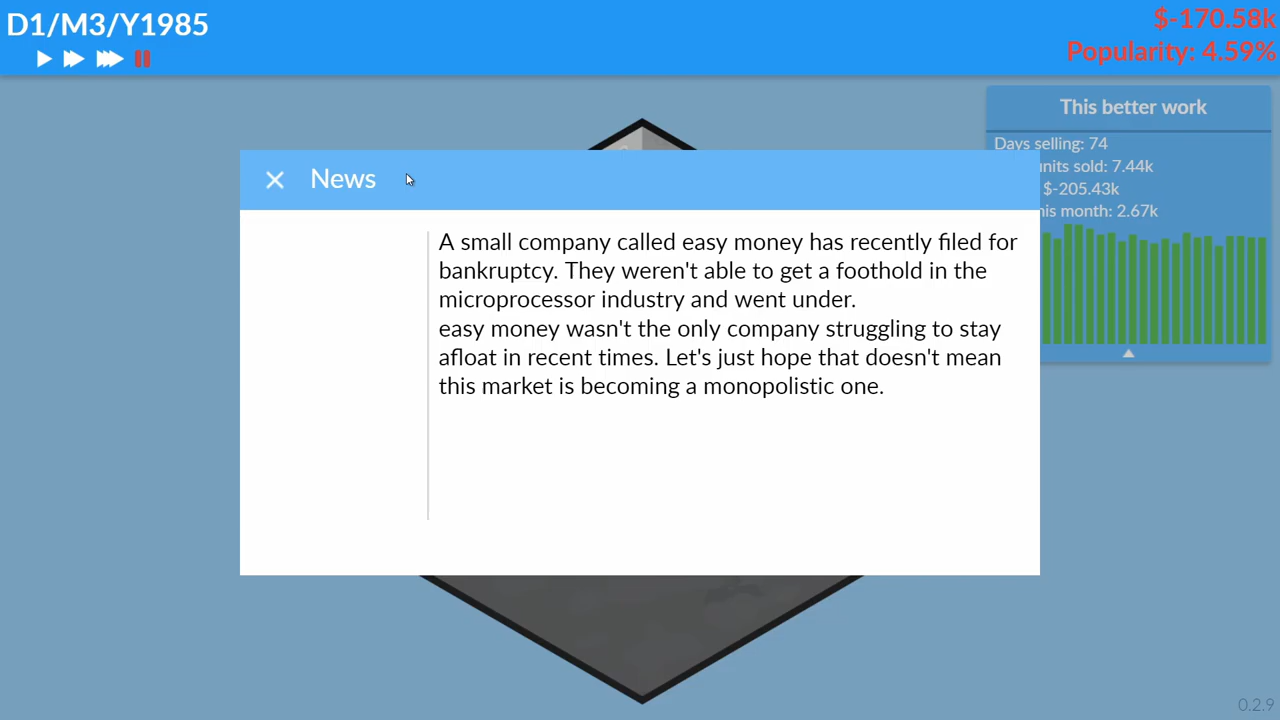 D1/M3/Y1985
$-170.58k
Popularity: 4.59%
This better work
Days selling: 74
nits sold: 7.44k
$-205.43k
his month: 2.67k
News
A small company called easy money has recently filed for
bankruptcy. They weren't able to get a foothold in the
microprocessor industry and went under.
easy money wasn't the only company struggling to stay
afloat in recent times. Let's just hope that doesn't mean
this market is becoming a monopolistic one.
0.2.9